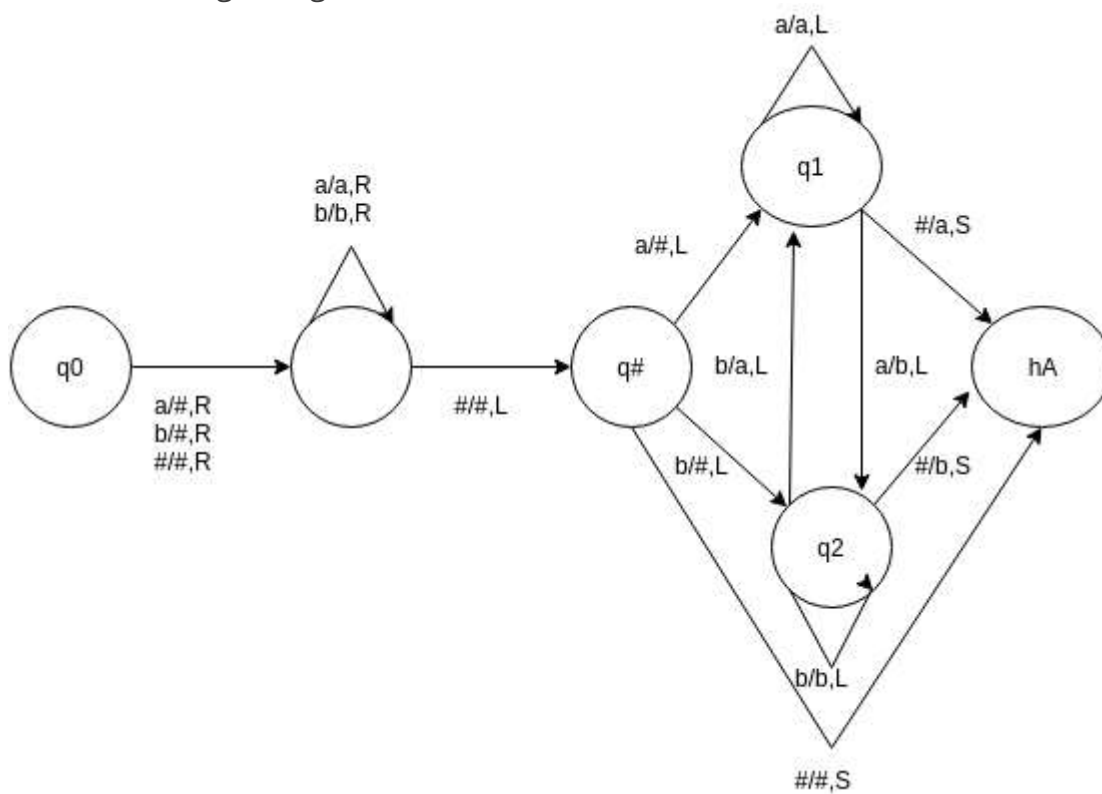 a/a,L
q1
a/a,R
b/b,R
#/a,S
a/#,L
q0
q#
b/a,L
a/b,L
hA
a/#,R
b/#,R
#/#,R
#/#,L
b/#,L
#/b,S
q2
b/b,L
#/#,S